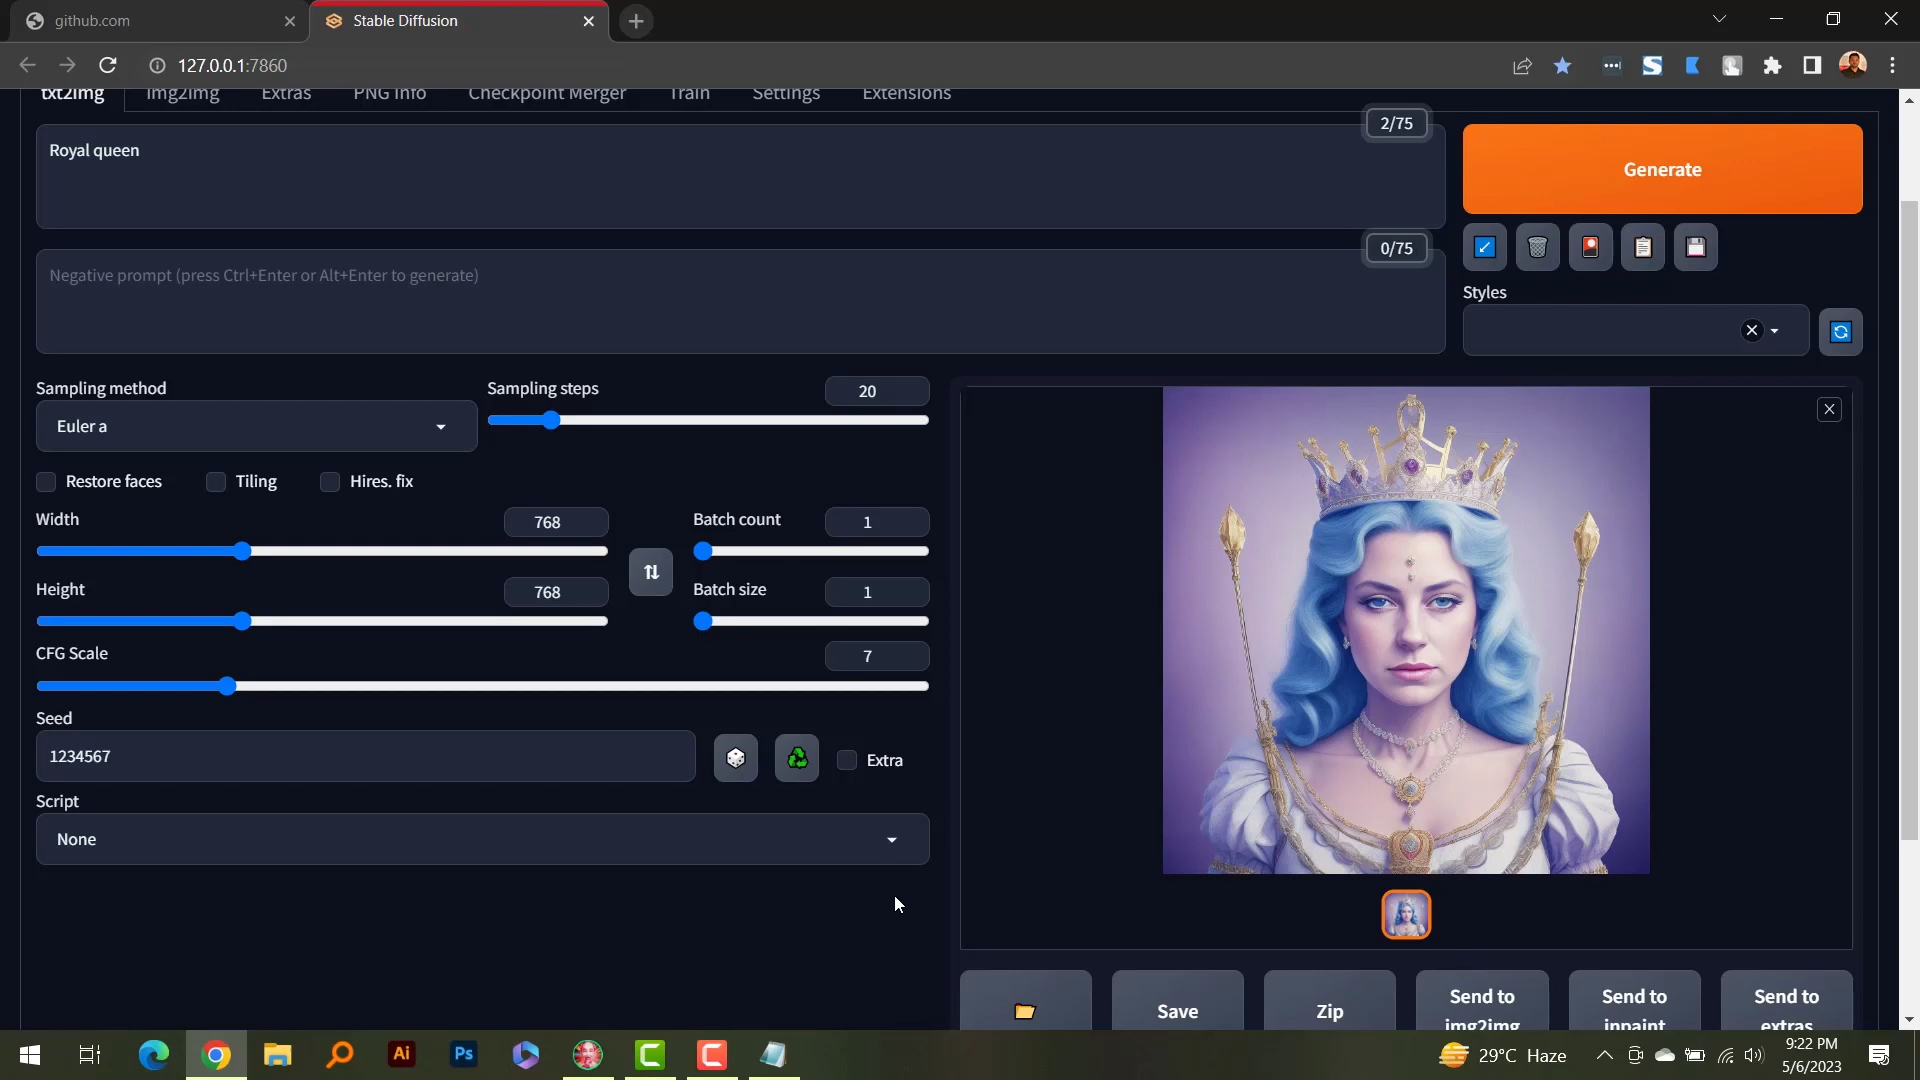 github.com
Stable Diffusion
127.0.0.1:7860
txt2img img2img Extras PNG Info Checkpoint Merger Train Settings Extensions
2/75
Royal queen
Generate
0/75
Negative prompt (press Ctrl+Enter or Alt+Enter to generate)
Styles
Sampling method
Euler a
Sampling steps
20
Restore faces
Tiling
Hires. fix
Width
768
Batch count
1
Height
768
Batch size
1
CFG Scale
7
Seed
1234567
Extra
Script
None
Save
Zip
Send to
img2img
Send to
inpaint
Send to
extras
Ai
Ps
29°C Haze
9:22 PM
5/6/2023